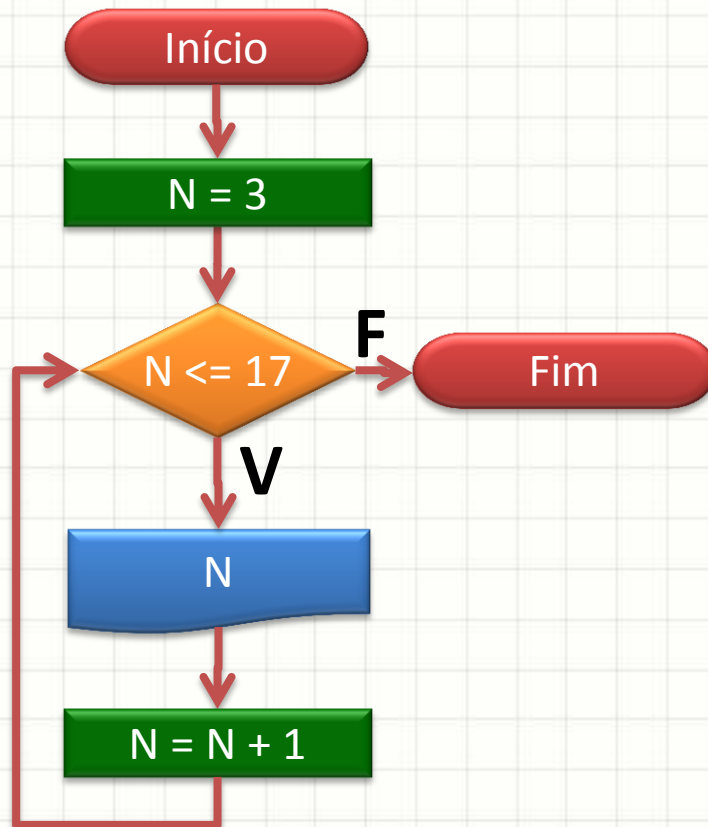 Início
N = 3
N <= 17
F
Fim
V
N
N = N + 1